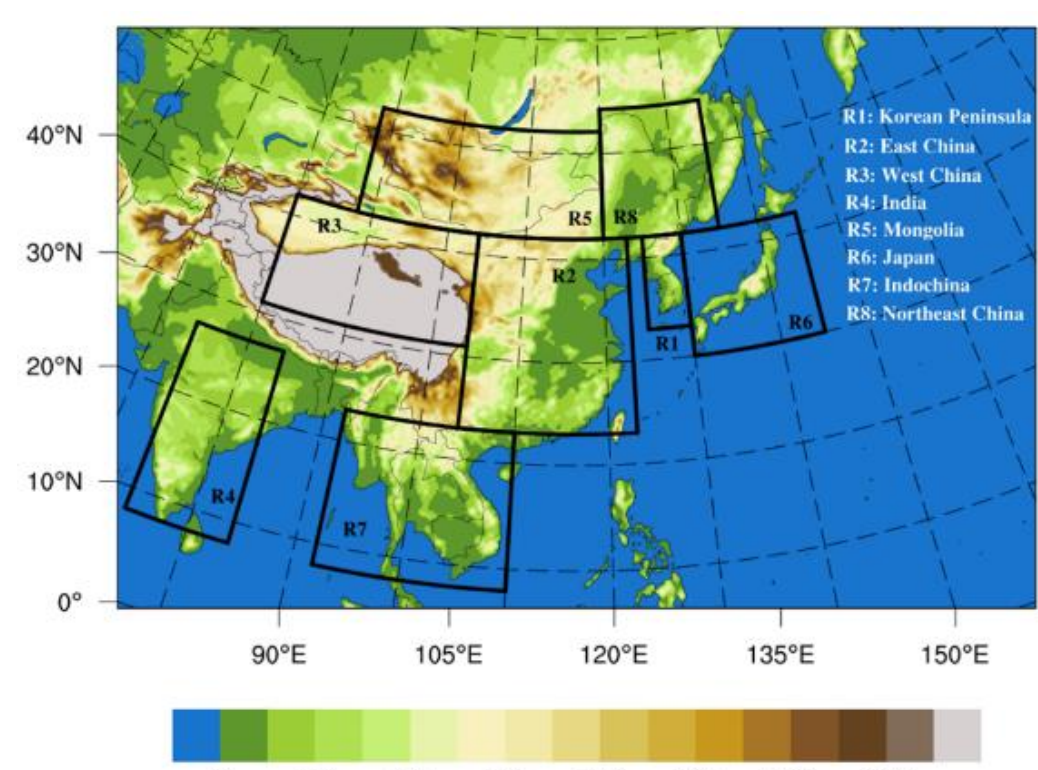 40°N
30°N
20°N
10°N
0°
90°E
105°E
120°E
135°E
150°E
R1: Korean Peninsula
R2: East China
R3: West China
R4: India
R5: Mongolia
R6: Japan
R7: Indochina
R8: Northeast China
R3
R5
R8
R2
R1
R6
R4
R7